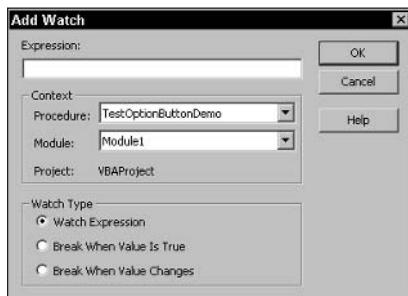 Add Watch
Expression:
OK
Cancel
Context
Procedure: TestOptionButtonDemo
Help
Module: Module1
Project: VBAProject
Watch Type
Watch Expression
Break When Value Is True
Break When Value Changes